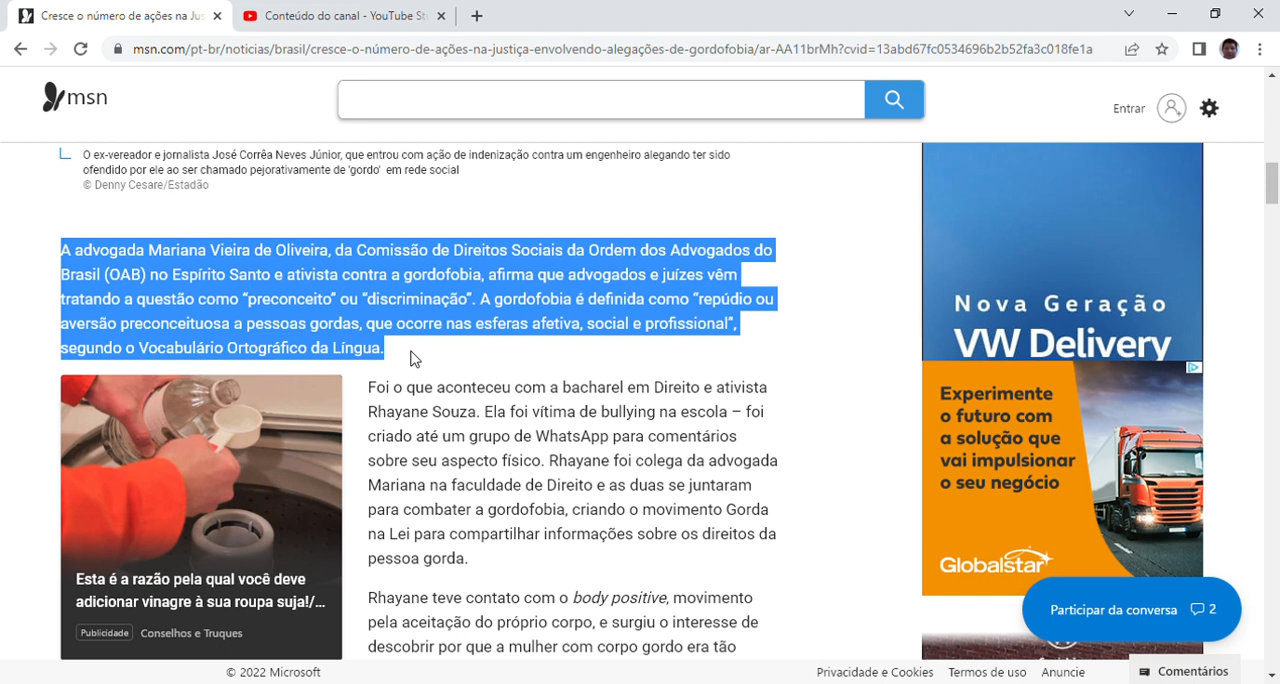 Cresce o número de ações na Jus
Conteúdo do canal - YouTube St
msn.com/pt-br/noticias/brasil/cresce-o-número-de-ações-na-justiça-envolvendo-alegações-de-gordofobia/ar-AA11brMh?cvid=13abd67fc0534696b2b52fa3c018fe1a
msn
Entrar
O ex-vereador e jornalista José Corrêa Neves Júnior, que entrou com ação de indenização contra um engenheiro alegando ter sido
ofendido por ele ao ser chamado pejorativamente de 'gordo' em rede social
© Denny Cesare/Estadão
A advogada Mariana Vieira de Oliveira, da Comissão de Direitos Sociais da Ordem dos Advogados do
Brasil (OAB) no Espírito Santo e ativista contra a gordofobia, afirma que advogados e juízes vêm
tratando a questão como “preconceito” ou “discriminação”. A gordofobia é definida como “repúdio ou
aversão preconceituosa a pessoas gordas, que ocorre nas esferas afetiva, social e profissional”,
segundo o Vocabulário Ortográfico da Língua.
Foi o que aconteceu com a bacharel em Direito e ativista
Rhayane Souza. Ela foi vítima de bullying na escola – foi
criado até um grupo de WhatsApp para comentários
sobre seu aspecto físico. Rhayane foi colega da advogada
Mariana na faculdade de Direito e as duas se juntaram
para combater a gordofobia, criando o movimento Gorda
na Lei para compartilhar informações sobre os direitos da
pessoa gorda.
Rhayane teve contato com o body positive, movimento
pela aceitação do próprio corpo, e surgiu o interesse de
descobrir por que a mulher com corpo gordo era tão
Esta é a razão pela qual você deve
adicionar vinagre à sua roupa suja!/...
Publicidade Conselhos e Truques
Nova Geração
VW Delivery
Experimente
o futuro com
a solução que
vai impulsionar
o seu negócio
Globalstar
Participar da conversa 2
© 2022 Microsoft
Privacidade e Cookies Termos de uso Anuncie
Comentários